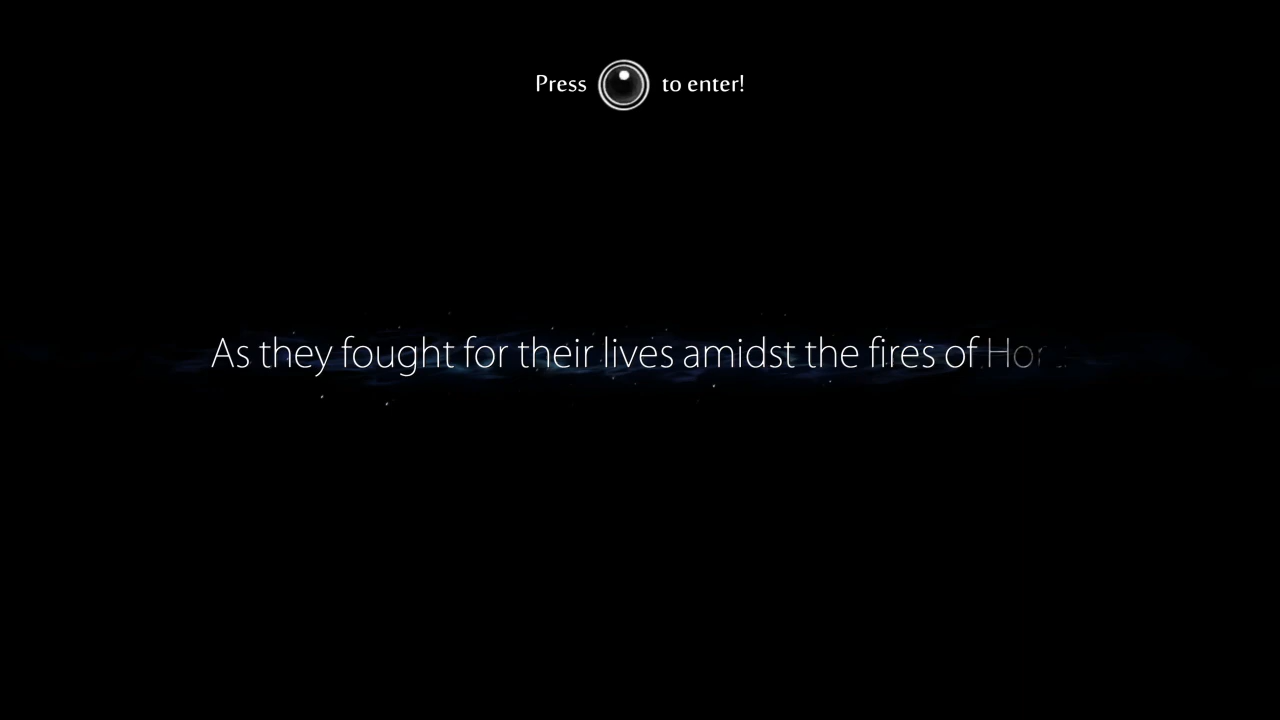 Press to enter!
As they fought for their lives amidst the fires of